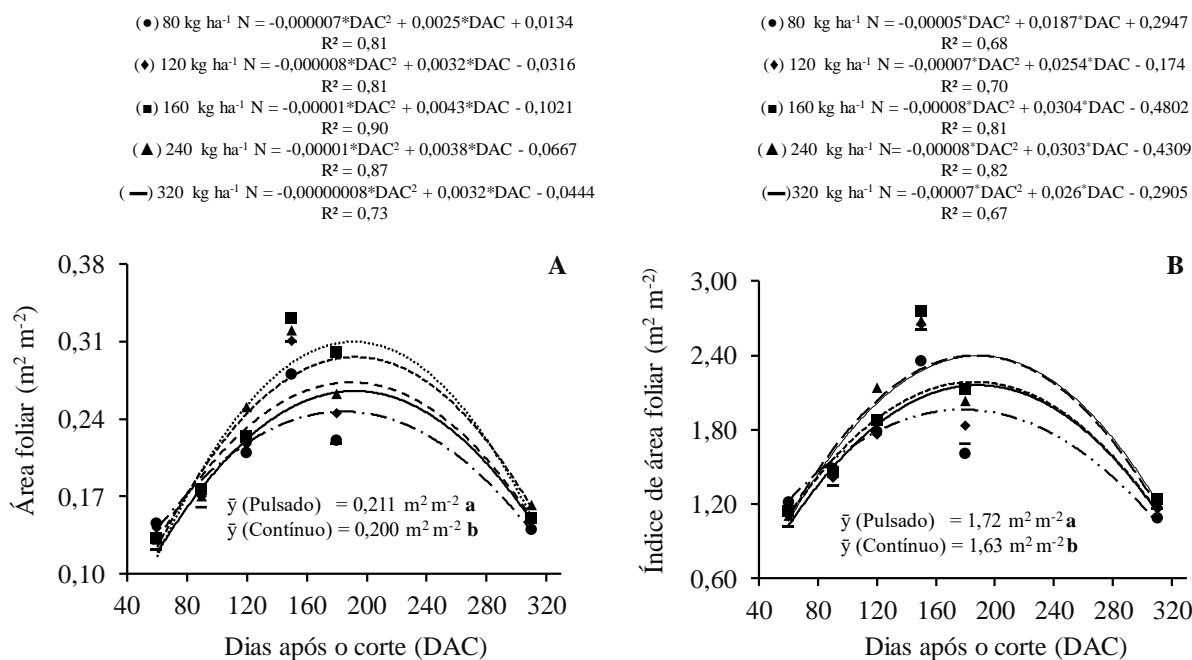 (●) 80 kg ha⁻¹ N = -0,000007*DAC² + 0,0025*DAC + 0,0134
R² = 0,81
(♦) 120 kg ha⁻¹ N = -0,000008*DAC² + 0,0032*DAC - 0,0316
R² = 0,81
(■) 160 kg ha⁻¹ N = -0,00001*DAC² + 0,0043*DAC - 0,1021
R² = 0,90
(▲) 240 kg ha⁻¹ N = -0,00001*DAC² + 0,0038*DAC - 0,0667
R² = 0,87
(—) 320 kg ha⁻¹ N = -0,00000008*DAC² + 0,0032*DAC - 0,0444
R² = 0,73
0,38
0,31
0,24
0,17
0,10
A
Área foliar (m² m⁻²)
ȳ (Pulsado) = 0,211 m² m⁻² a
ȳ (Contínuo) = 0,200 m² m⁻² b
40 80 120 160 200 240 280 320
Dias após o corte (DAC)
(●) 80 kg ha⁻¹ N = -0,00005*DAC² + 0,0187*DAC + 0,2947
R² = 0,68
(♦) 120 kg ha⁻¹ N = -0,00007*DAC² + 0,0254*DAC - 0,174
R² = 0,70
(■) 160 kg ha⁻¹ N = -0,00008*DAC² + 0,0304*DAC - 0,4802
R² = 0,81
(▲) 240 kg ha⁻¹ N= -0,00008*DAC² + 0,0303*DAC - 0,4309
R² = 0,82
(—)320 kg ha⁻¹ N = -0,00007*DAC² + 0,026*DAC - 0,2905
R² = 0,67
3,00
2,40
1,80
1,20
0,60
B
Índice de área foliar (m² m⁻²)
ȳ (Pulsado) = 1,72 m² m⁻² a
ȳ (Contínuo) = 1,63 m² m⁻² b
40 80 120 160 200 240 280 320
Dias após o corte (DAC)